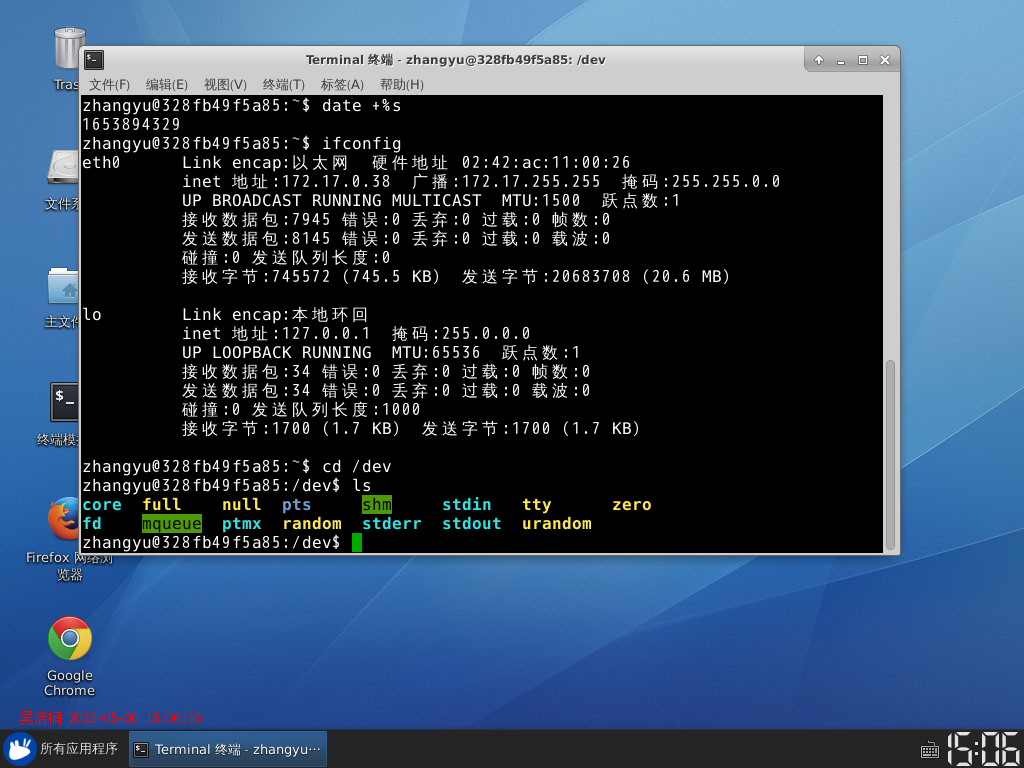 Terminal 终端 - zhangyu@328fb49f5a85: /dev
文件(F) 编辑(E) 视图(V) 终端(T) 标签(A) 帮助(H)
zhangyu@328fb49f5a85:~$ date +%s
1653894329
zhangyu@328fb49f5a85:~$ ifconfig
eth0 Link encap:以太网 硬件地址 02:42:ac:11:00:26
inet 地址:172.17.0.38 广播:172.17.255.255 掩码:255.255.0.0
UP BROADCAST RUNNING MULTICAST MTU:1500 跃点数:1
接收数据包:7945 错误:0 丢弃:0 过载:0 帧数:0
发送数据包:8145 错误:0 丢弃:0 过载:0 载波:0
碰撞:0 发送队列长度:0
接收字节:745572 (745.5 KB) 发送字节:20683708 (20.6 MB)
lo Link encap:本地环回
inet 地址:127.0.0.1 掩码:255.0.0.0
UP LOOPBACK RUNNING MTU:65536 跃点数:1
接收数据包:34 错误:0 丢弃:0 过载:0 帧数:0
发送数据包:34 错误:0 丢弃:0 过载:0 载波:0
碰撞:0 发送队列长度:1000
接收字节:1700 (1.7 KB) 发送字节:1700 (1.7 KB)
zhangyu@328fb49f5a85:~$ cd /dev
zhangyu@328fb49f5a85:/dev$ ls
core full null pts shm stdin tty zero
fd mqueue ptmx random stderr stdout urandom
zhangyu@328fb49f5a85:/dev$
Tras
文件系
主文件
$_
终端模
Firefox 网络浏
览器
Google
Chrome
所有应用程序
Terminal 终端 - zhangyu···
15:06